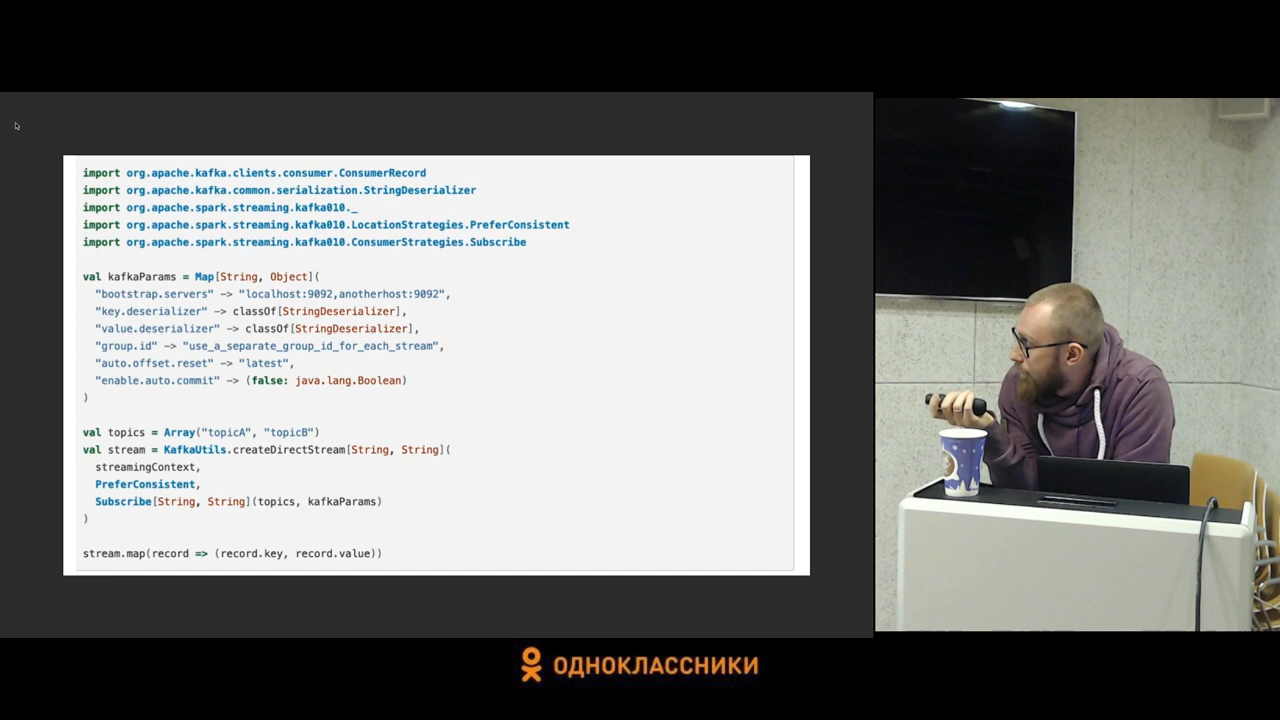 import org.apache.kafka.clients.consumer.ConsumerRecord
import org.apache.kafka.common.serialization.StringDeserializer
import org.apache.spark.streaming.kafka010._
import org.apache.spark.streaming.kafka010.LocationStrategies.PreferConsistent
import org.apache.spark.streaming.kafka010.ConsumerStrategies.Subscribe
val kafkaParams = Map[String, Object](
"bootstrap.servers" -> "localhost:9092,anotherhost:9092",
"key.deserializer" -> classOf[StringDeserializer],
"value.deserializer" -> classOf[StringDeserializer],
"group.id" -> "use_a_separate_group_id_for_each_stream",
"auto.offset.reset" -> "latest",
"enable.auto.commit" -> (false: java.lang.Boolean)
)
val topics = Array("topicA", "topicB")
val stream = KafkaUtils.createDirectStream[String, String](
streamingContext,
PreferConsistent,
Subscribe[String, String](topics, kafkaParams)
)
stream.map(record => (record.key, record.value))
ОДНОКЛАССНИКИ